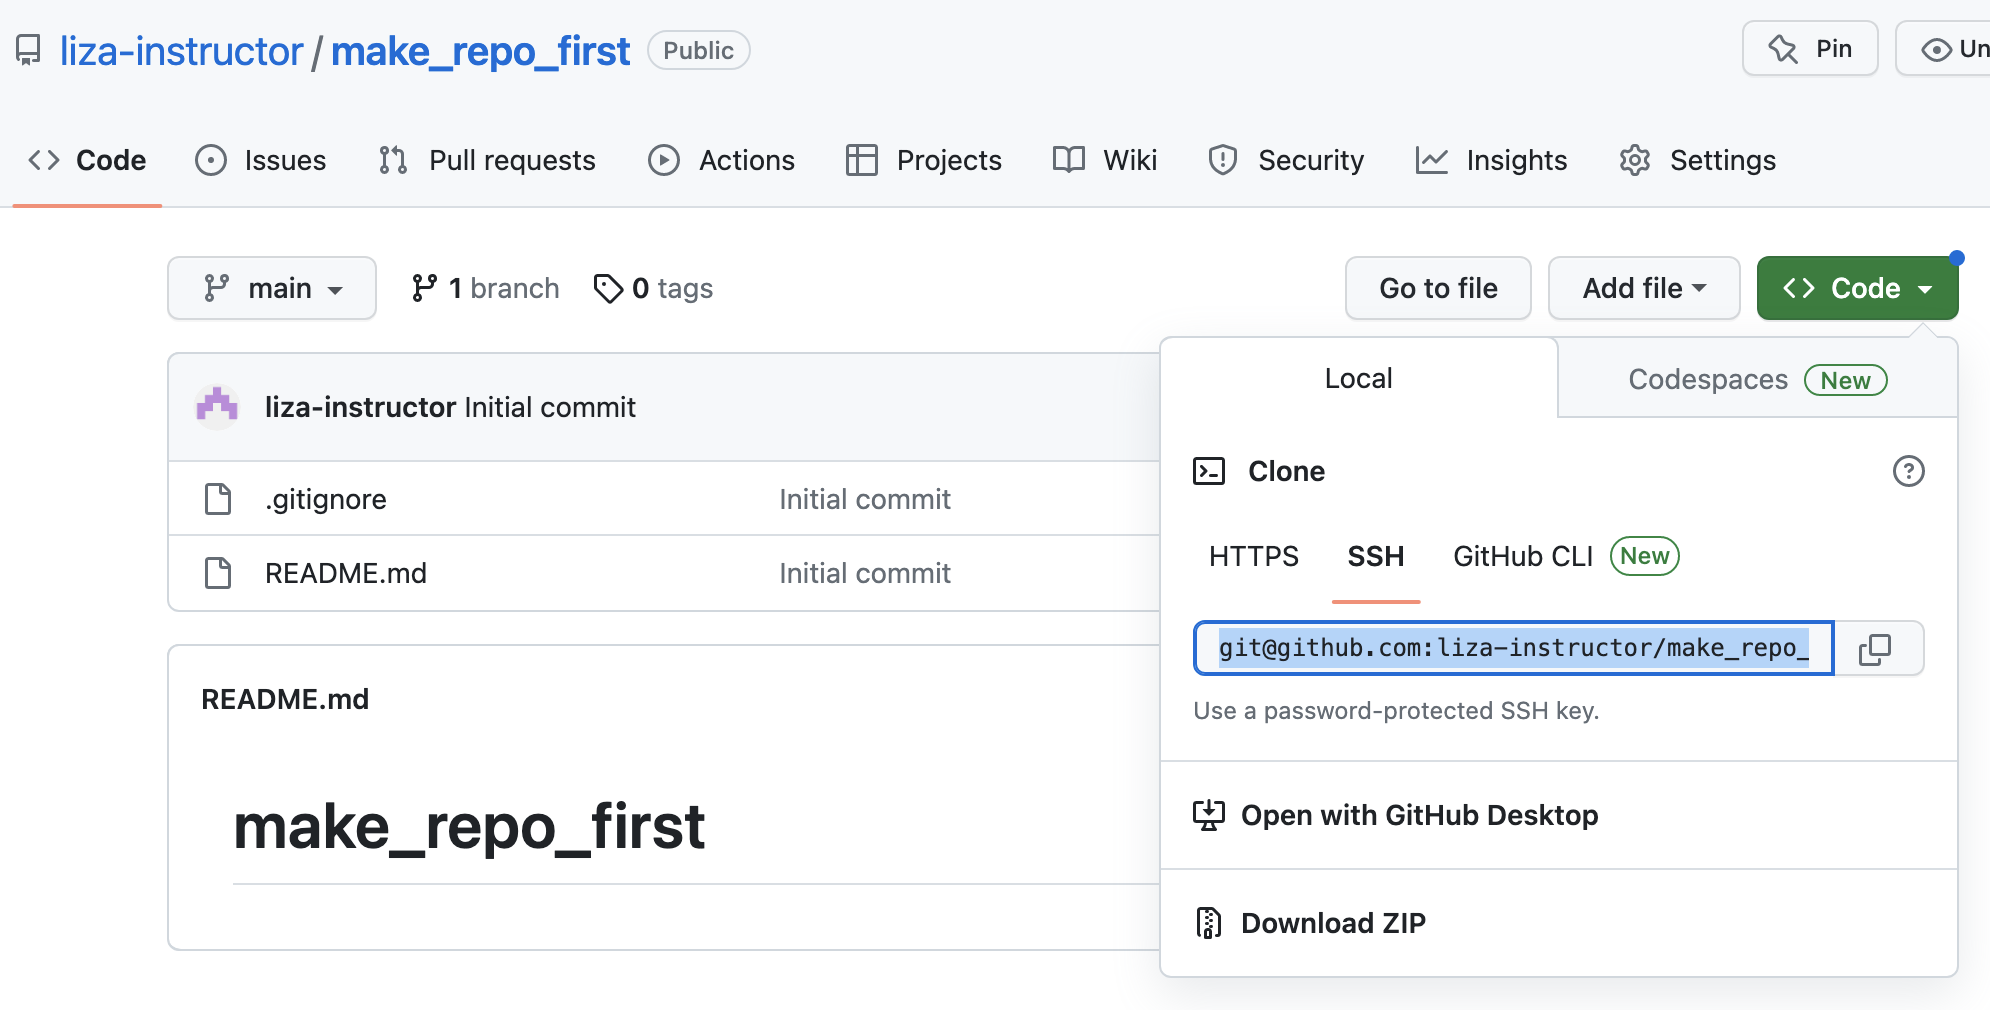 liza-instructor / make_repo_first Public Pin
Code Issues Pull requests Actions Projects Wiki Security Insights Settings
main 1 branch 0 tags Go to file Add file Code
liza-instructor Initial commit
.gitignore Initial commit
README.md Initial commit
README.md
make_repo_first
Local Codespaces New
Clone
HTTPS SSH GitHub CLI New
git@github.com:liza-instructor/make_repo_
Use a password-protected SSH key.
Open with GitHub Desktop
Download ZIP